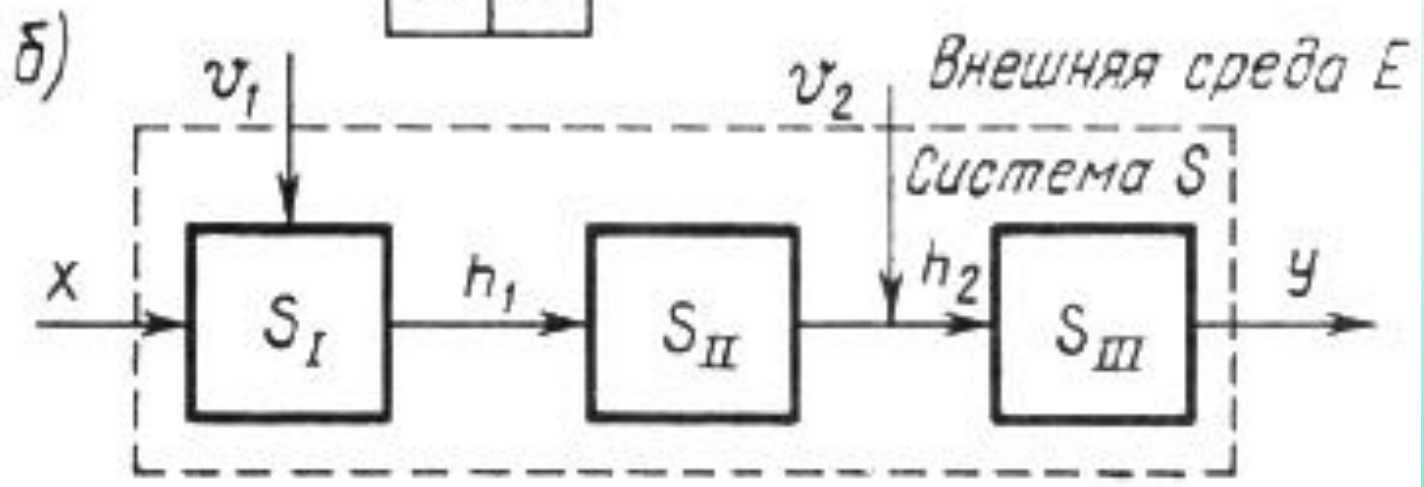 б)
v₁
v₂
Внешняя среда E
Система S
x
S_I
h₁
S_II
h₂
S_III
y